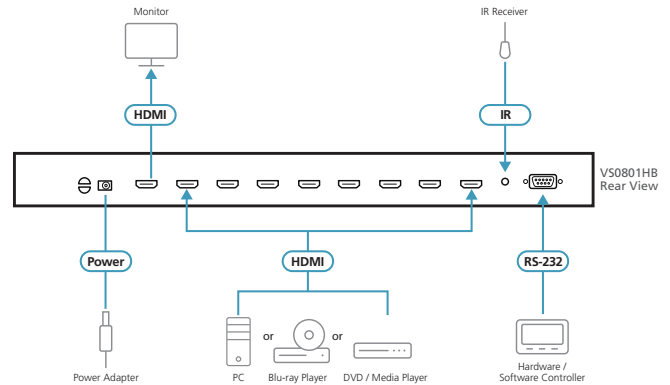 Monitor
IR Receiver
HDMI
IR
VS0801HB
Rear View
Power
HDMI
RS-232
or
or
Power Adapter
PC
Blu-ray Player
DVD / Media Player
Hardware /
Software Controller